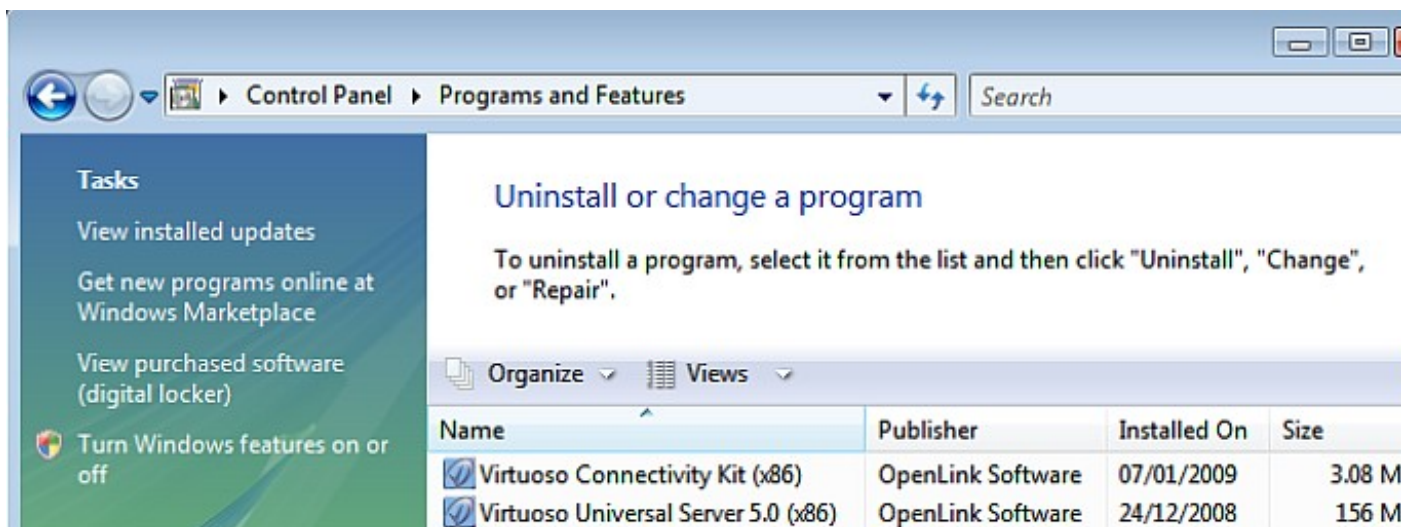 Control Panel Programs and Features
Search
Tasks
View installed updates
Get new programs online at
Windows Marketplace
View purchased software
(digital locker)
Turn Windows features on or
off
Uninstall or change a program
To uninstall a program, select it from the list and then click "Uninstall", "Change",
or "Repair".
Organize Views
Name Publisher Installed On Size
Virtuoso Connectivity Kit (x86) OpenLink Software 07/01/2009 3.08 M
Virtuoso Universal Server 5.0 (x86) OpenLink Software 24/12/2008 156 M